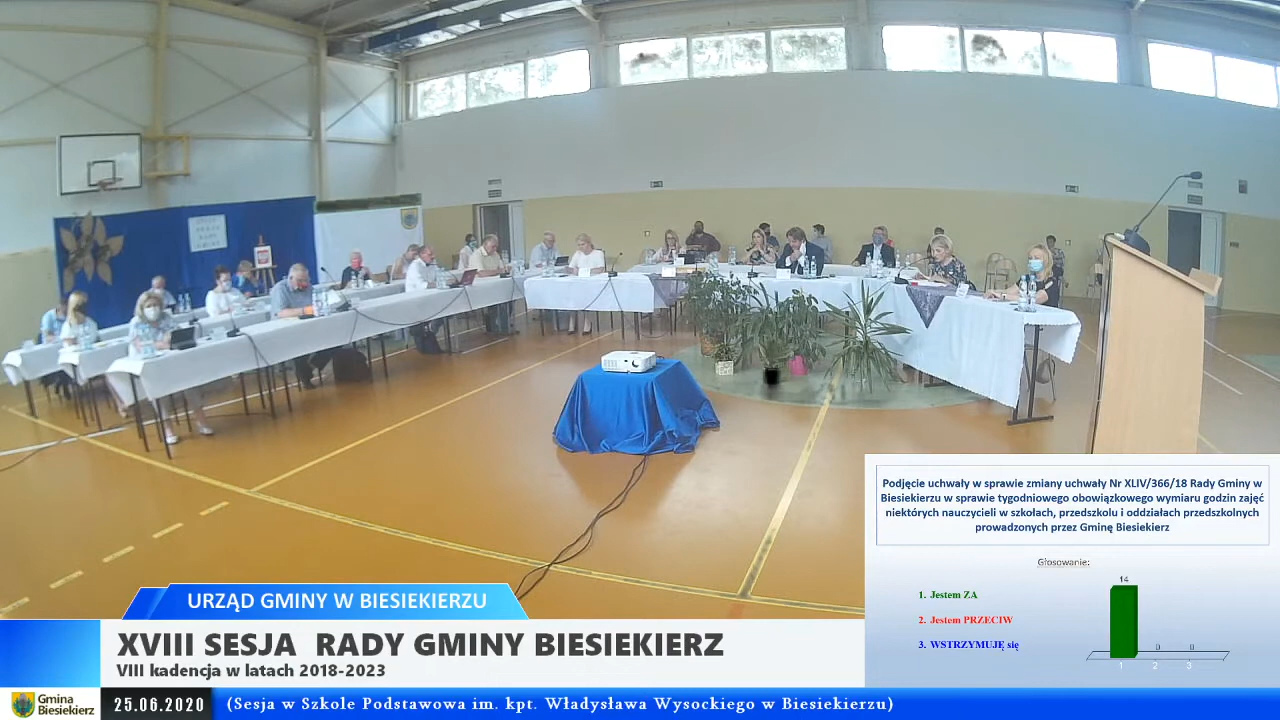 Podjęcie uchwały w sprawie zmiany uchwały Nr XLIV/366/18 Rady Gminy w
Biesiekierzu w sprawie tygodniowego obowiązkowego wymiaru godzin zajęć
niektórych nauczycieli w szkołach, przedszkolu i oddziałach przedszkolnych
prowadzonych przez Gminę Biesiekierz
Głosowanie:
14
1. Jestem ZA
2. Jestem PRZECIW
3. WSTRZYMUJĘ się
0 0
1 2 3
URZĄD GMINY W BIESIEKIERZU
XVIII SESJA RADY GMINY BIESIEKIERZ
VIII kadencja w latach 2018-2023
Gmina
Biesiekierz
25.06.2020
(Sesja w Szkole Podstawowa im. kpt. Władysława Wysockiego w Biesiekierzu)